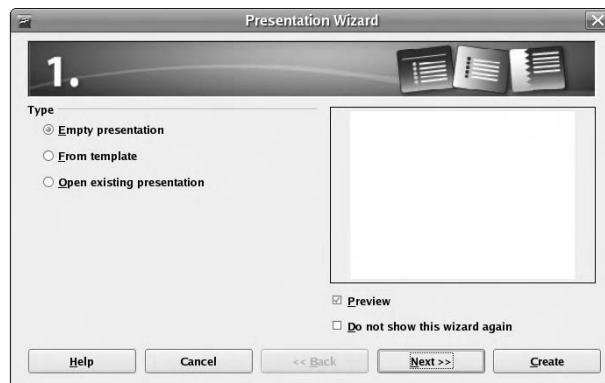 Presentation Wizard
1.
Type
Empty presentation
From template
Open existing presentation
Preview
Do not show this wizard again
Help Cancel << Back Next >> Create